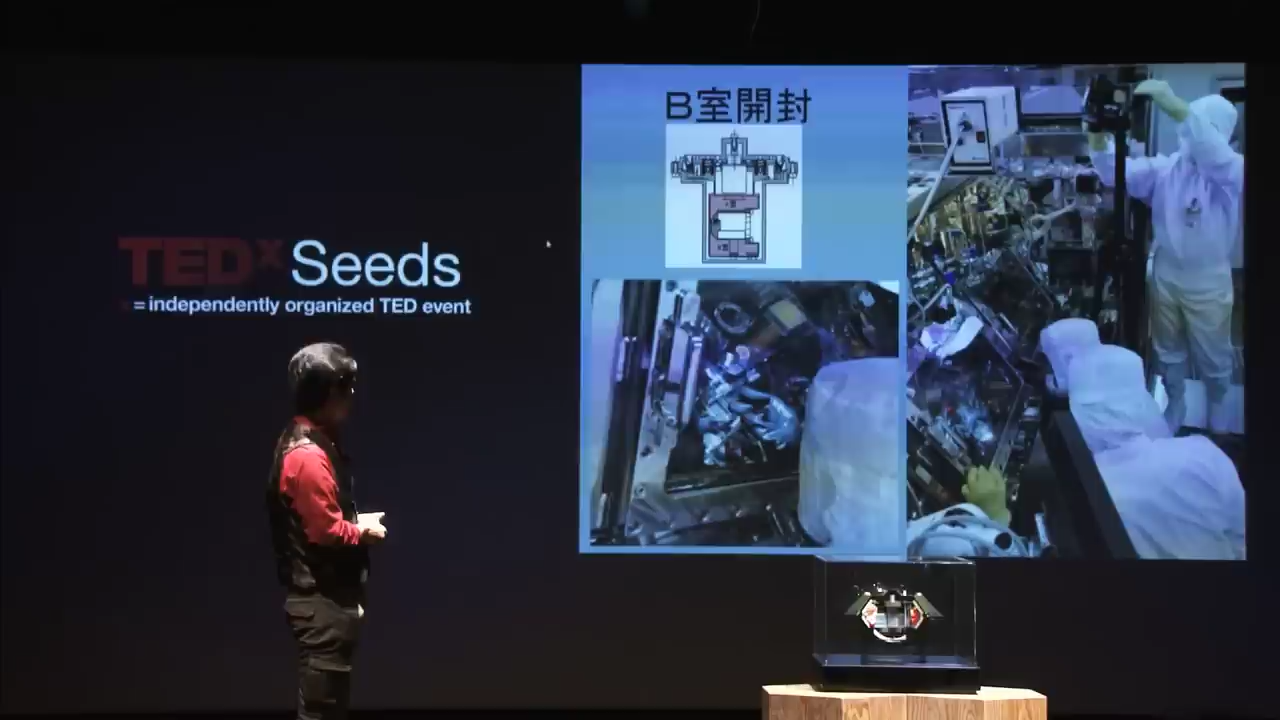 TEDx Seeds
x = independently organized TED event
B室開封